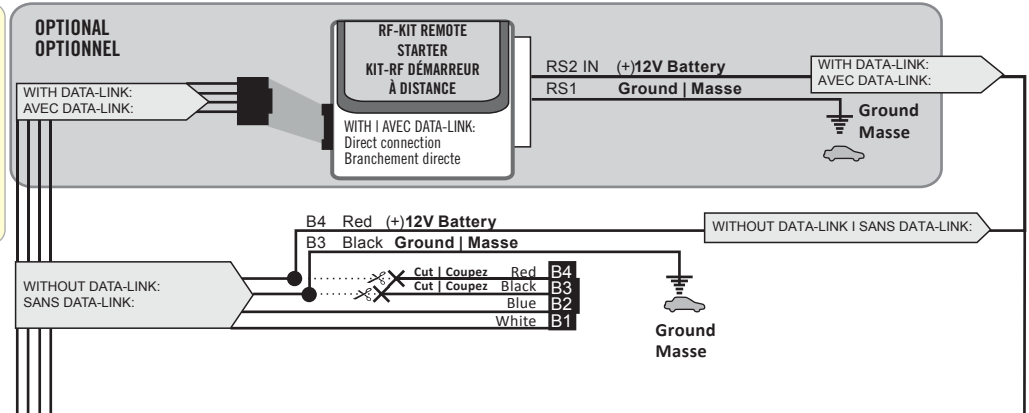 OPTIONAL
OPTIONNEL
RF-KIT REMOTE
STARTER
KIT-RF DÉMARREUR
À DISTANCE
WITH | AVEC DATA-LINK:
Direct connection
Branchement directe
WITH DATA-LINK:
AVEC DATA-LINK:
RS2 IN (+)12V Battery
RS1 Ground | Masse
WITH DATA-LINK:
AVEC DATA-LINK:
Ground
Masse
B4 Red (+)12V Battery
B3 Black Ground | Masse
WITHOUT DATA-LINK I SANS DATA-LINK:
WITHOUT DATA-LINK:
SANS DATA-LINK:
Cut | Coupez Red B4
Cut | Coupez Black B3
Blue B2
White B1
Ground
Masse